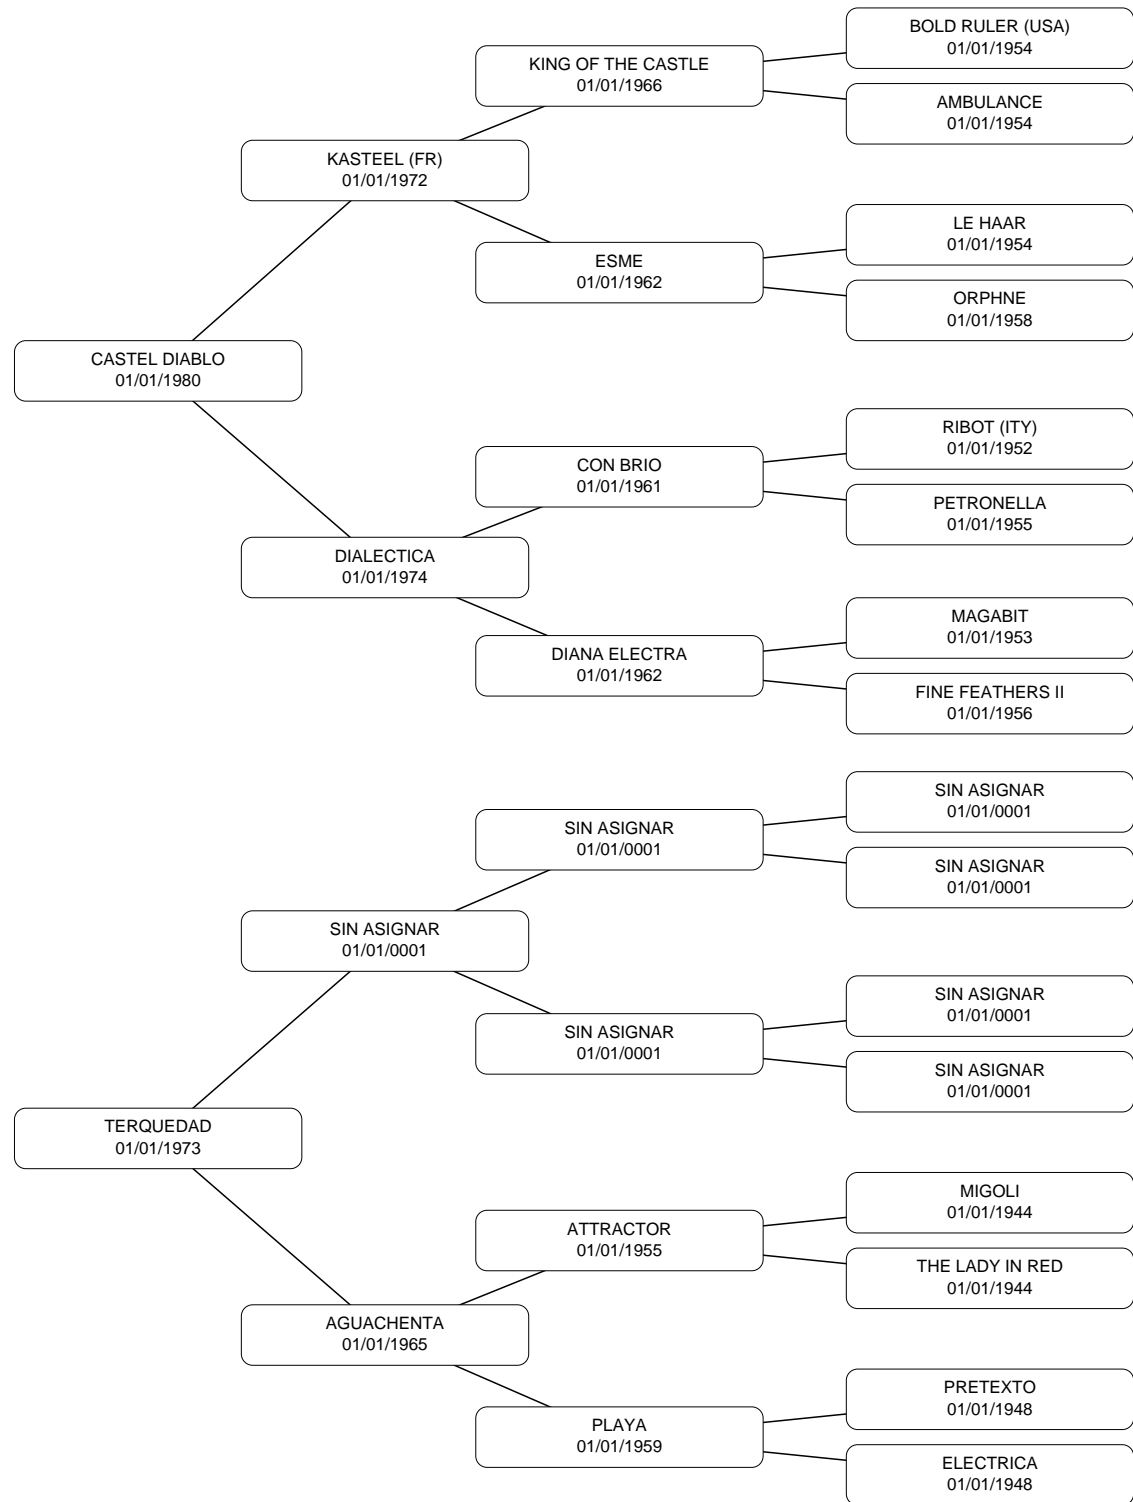 BOLD RULER (USA)
01/01/1954
KING OF THE CASTLE
01/01/1966
AMBULANCE
01/01/1954
KASTEEL (FR)
01/01/1972
LE HAAR
01/01/1954
ESME
01/01/1962
ORPHNE
01/01/1958
CASTEL DIABLO
01/01/1980
RIBOT (ITY)
01/01/1952
CON BRIO
01/01/1961
PETRONELLA
01/01/1955
DIALECTICA
01/01/1974
MAGABIT
01/01/1953
DIANA ELECTRA
01/01/1962
FINE FEATHERS II
01/01/1956
SIN ASIGNAR
01/01/0001
SIN ASIGNAR
01/01/0001
SIN ASIGNAR
01/01/0001
SIN ASIGNAR
01/01/0001
SIN ASIGNAR
01/01/0001
SIN ASIGNAR
01/01/0001
SIN ASIGNAR
01/01/0001
TERQUEDAD
01/01/1973
MIGOLI
01/01/1944
ATTRACTOR
01/01/1955
THE LADY IN RED
01/01/1944
AGUACHENTA
01/01/1965
PRETEXTO
01/01/1948
PLAYA
01/01/1959
ELECTRICA
01/01/1948